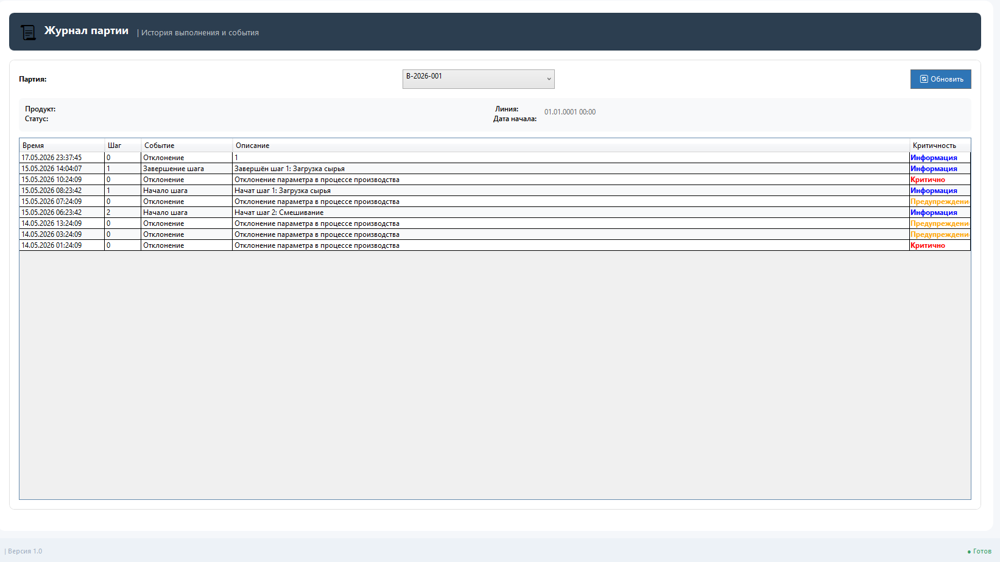 Журнал партии | История выполнения и события
Партия: B-2026-001 Обновить
Продукт: Линия: 01.01.0001 00:00
Статус: Дата начала:
Время Шаг Событие Описание Критичность
17.05.2026 23:37:45 0 Отклонение 1 Информация
15.05.2026 14:04:07 1 Завершение шага Завершён шаг 1: Загрузка сырья Информация
15.05.2026 10:24:09 0 Отклонение Отклонение параметра в процессе производства Критично
15.05.2026 08:23:42 1 Начало шага Начат шаг 1: Загрузка сырья Информация
15.05.2026 07:24:09 0 Отклонение Отклонение параметра в процессе производства Предупреждени
15.05.2026 06:23:42 2 Начало шага Начат шаг 2: Смешивание Информация
14.05.2026 13:24:09 0 Отклонение Отклонение параметра в процессе производства Предупреждени
14.05.2026 03:24:09 0 Отклонение Отклонение параметра в процессе производства Предупреждени
14.05.2026 01:24:09 0 Отклонение Отклонение параметра в процессе производства Критично
| Версия 1.0 ● Готов